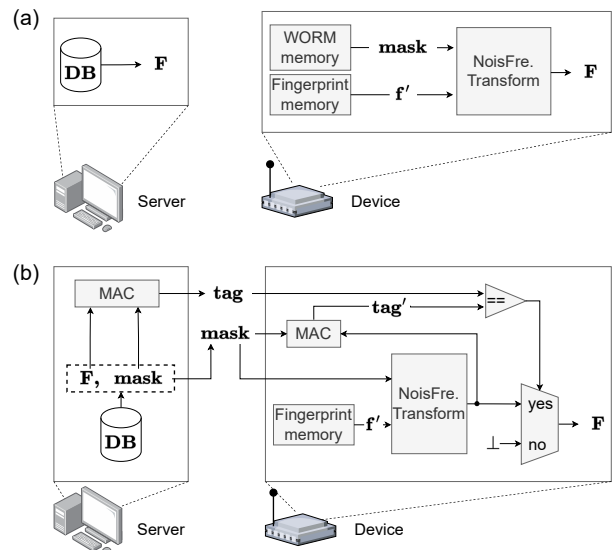 (a)
DB
F
WORM
memory
mask
Fingerprint
memory
f′
NoisFre.
Transform
F
Server
Device
(b)
MAC
tag
tag′
==
mask
MAC
F, mask
DB
NoisFre.
Transform
Fingerprint
memory
f′
yes
⊥
no
F
Server
Device